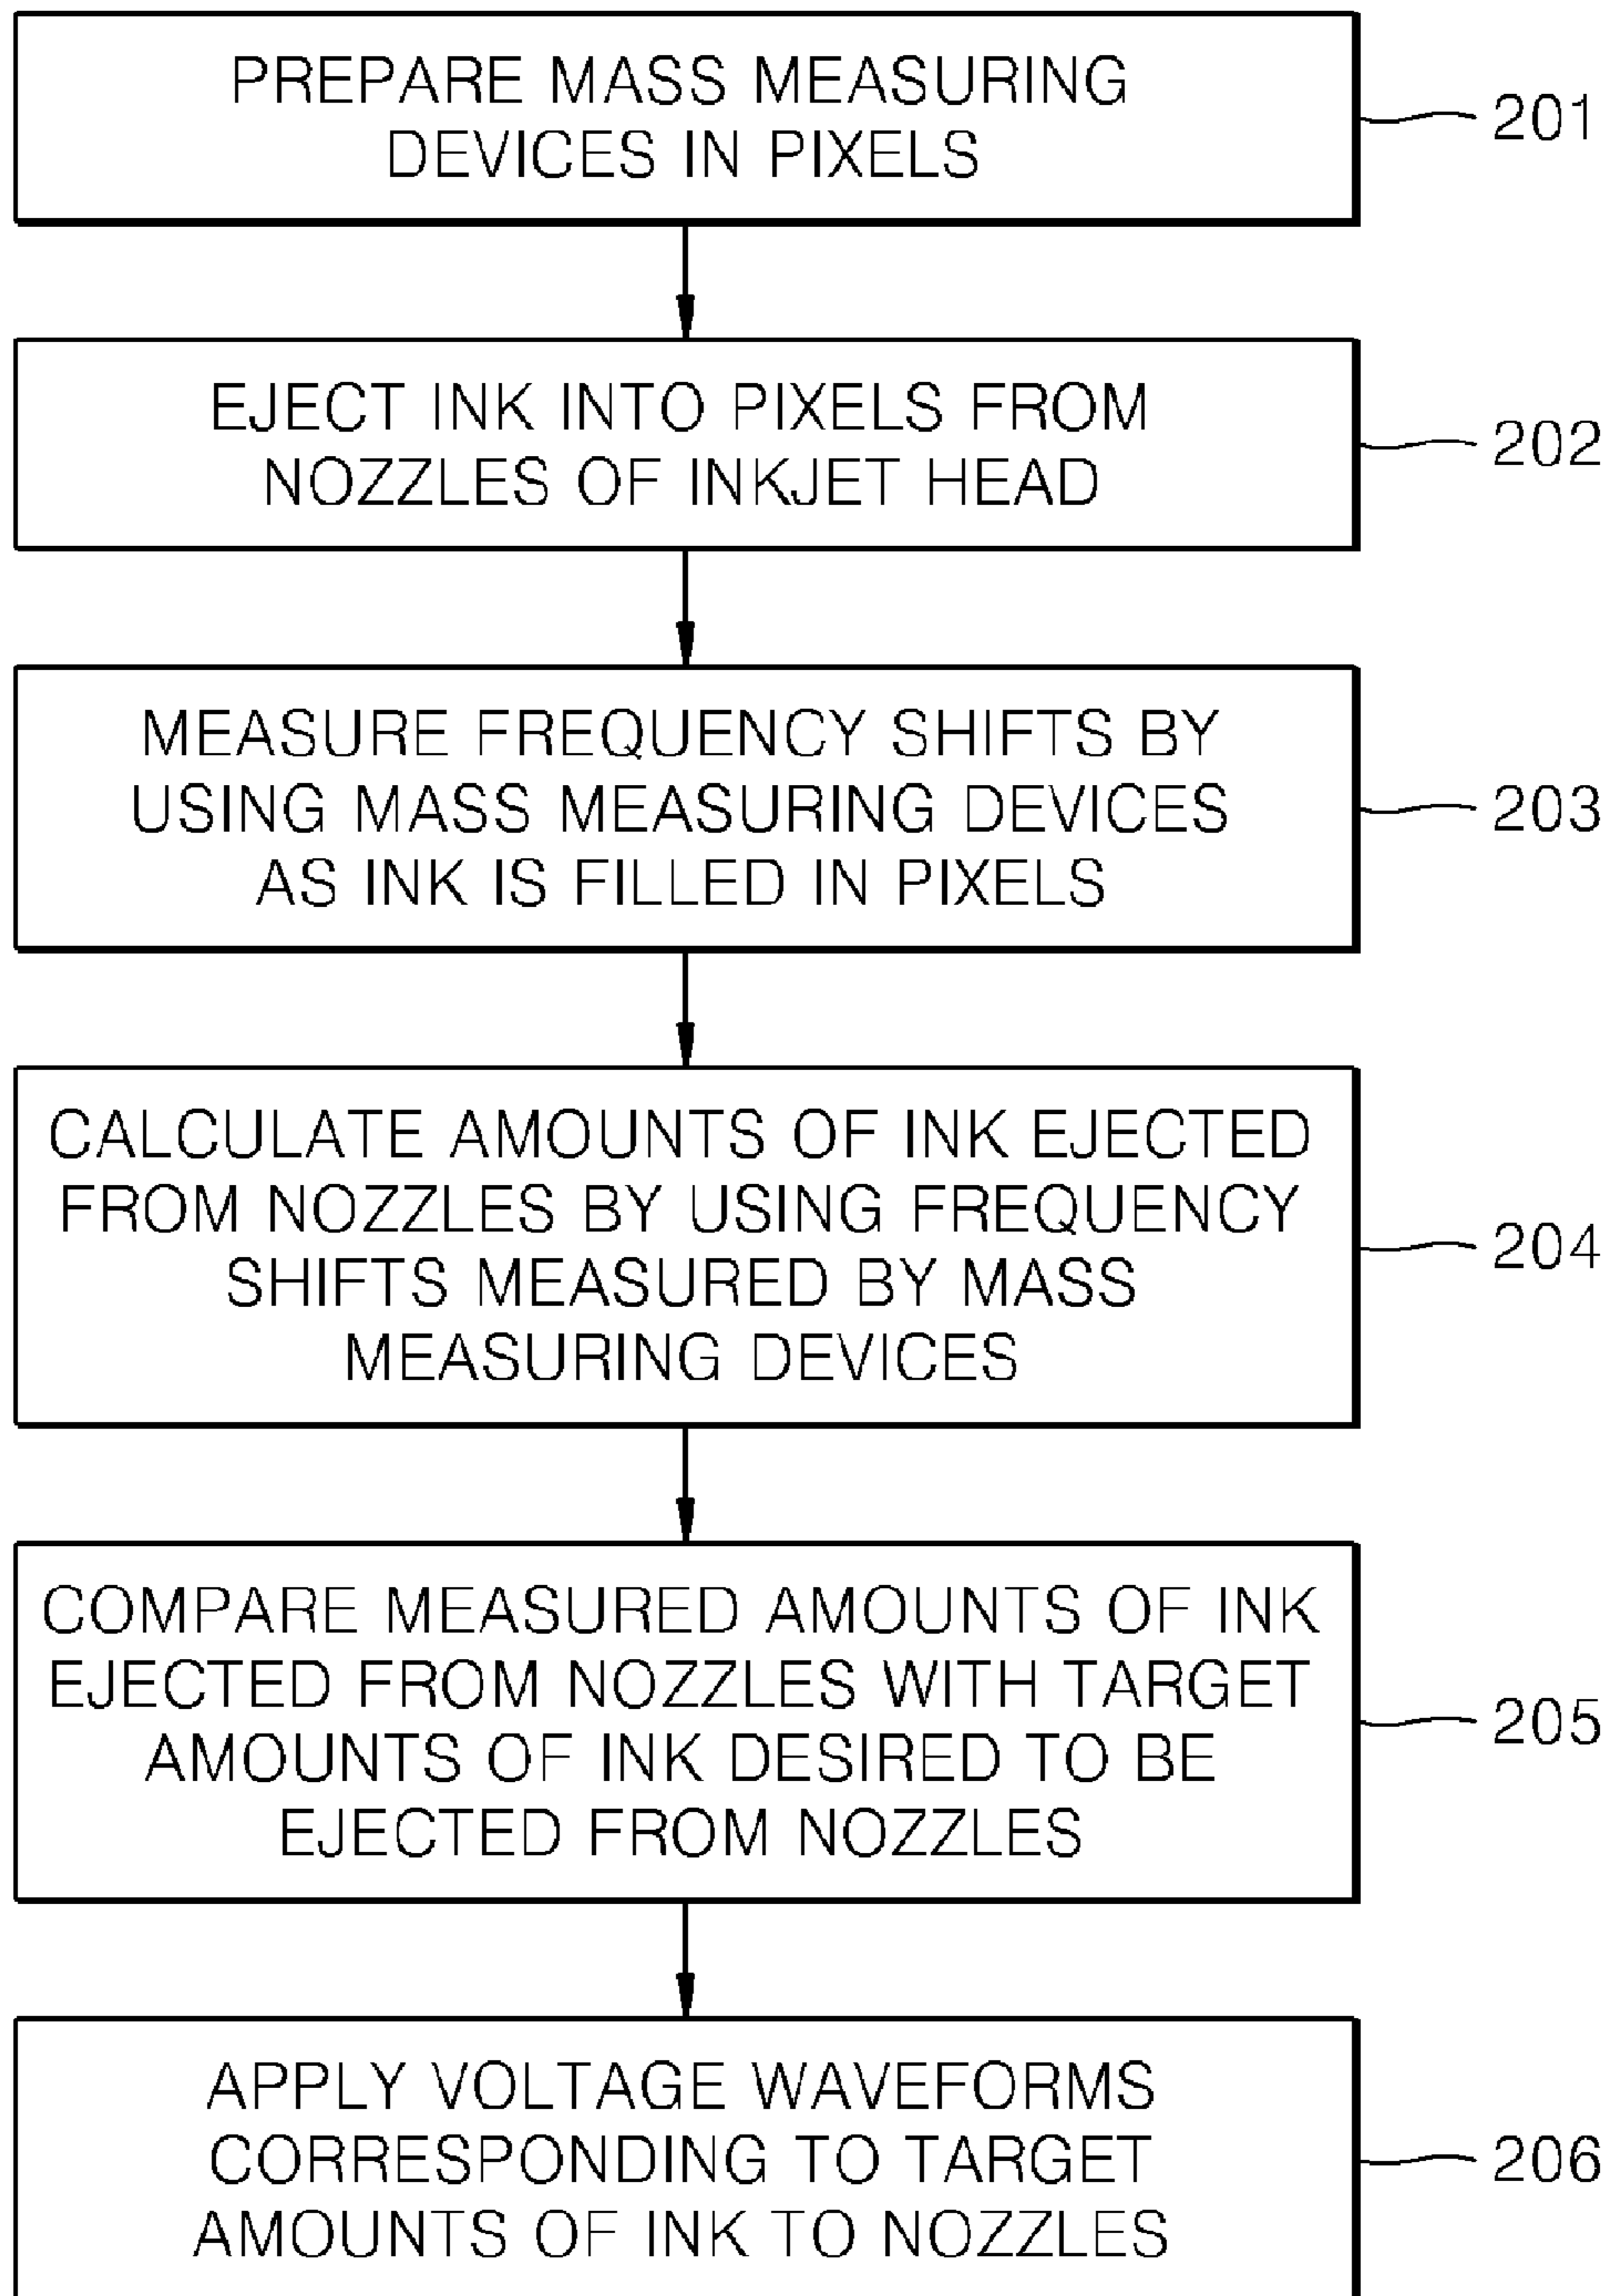 PREPARE MASS MEASURING
DEVICES IN PIXELS
201
EJECT INK INTO PIXELS FROM
NOZZLES OF INKJET HEAD
202
MEASURE FREQUENCY SHIFTS BY
USING MASS MEASURING DEVICES
AS INK IS FILLED IN PIXELS
203
CALCULATE AMOUNTS OF INK EJECTED
FROM NOZZLES BY USING FREQUENCY
SHIFTS MEASURED BY MASS
MEASURING DEVICES
204
COMPARE MEASURED AMOUNTS OF INK
EJECTED FROM NOZZLES WITH TARGET
AMOUNTS OF INK DESIRED TO BE
EJECTED FROM NOZZLES
205
APPLY VOLTAGE WAVEFORMS
CORRESPONDING TO TARGET
AMOUNTS OF INK TO NOZZLES
206